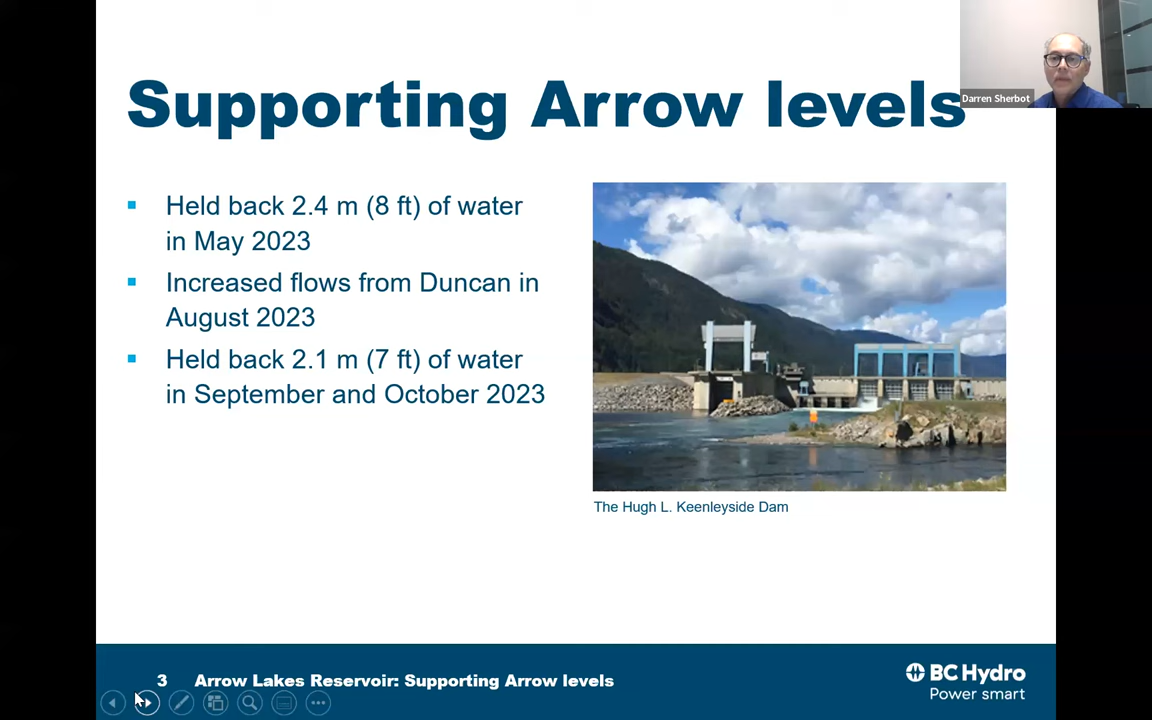 Supporting Arrow levels
Darren Sherbot
Held back 2.4 m (8 ft) of water
in May 2023
Increased flows from Duncan in
August 2023
Held back 2.1 m (7 ft) of water
in September and October 2023
The Hugh L. Keenleyside Dam
3 Arrow Lakes Reservoir: Supporting Arrow levels
BC Hydro
Power smart